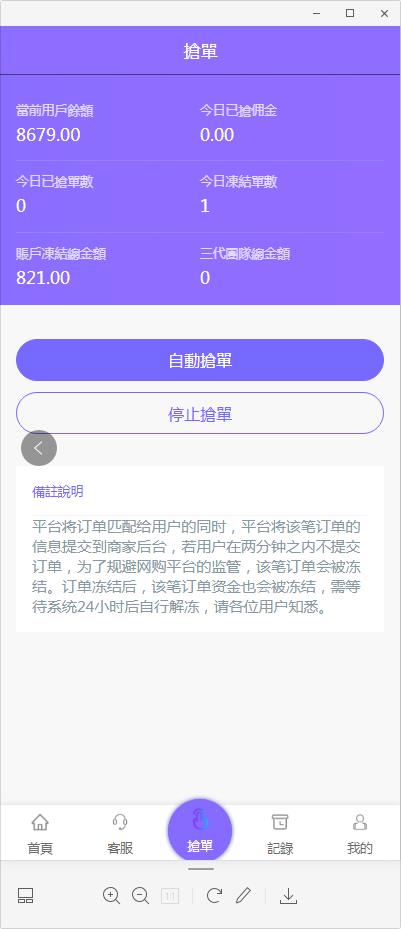 搶單
當前用戶餘額
今日已搶佣金
8679.00
0.00
今日已搶單數
今日凍結單數
0
1
賬戶凍結總金額
三代團隊總金額
821.00
0
自動搶單
停止搶單
備註說明
平台将订单匹配给用户的同时，平台将该笔订单的
信息提交到商家后台，若用户在两分钟之内不提交
订单，为了规避网购平台的监管，该笔订单会被冻
结。订单冻结后，该笔订单资金也会被冻结，需等
待系统24小时后自行解冻，请各位用户知悉。
首頁
客服
搶單
記錄
我的
1:1